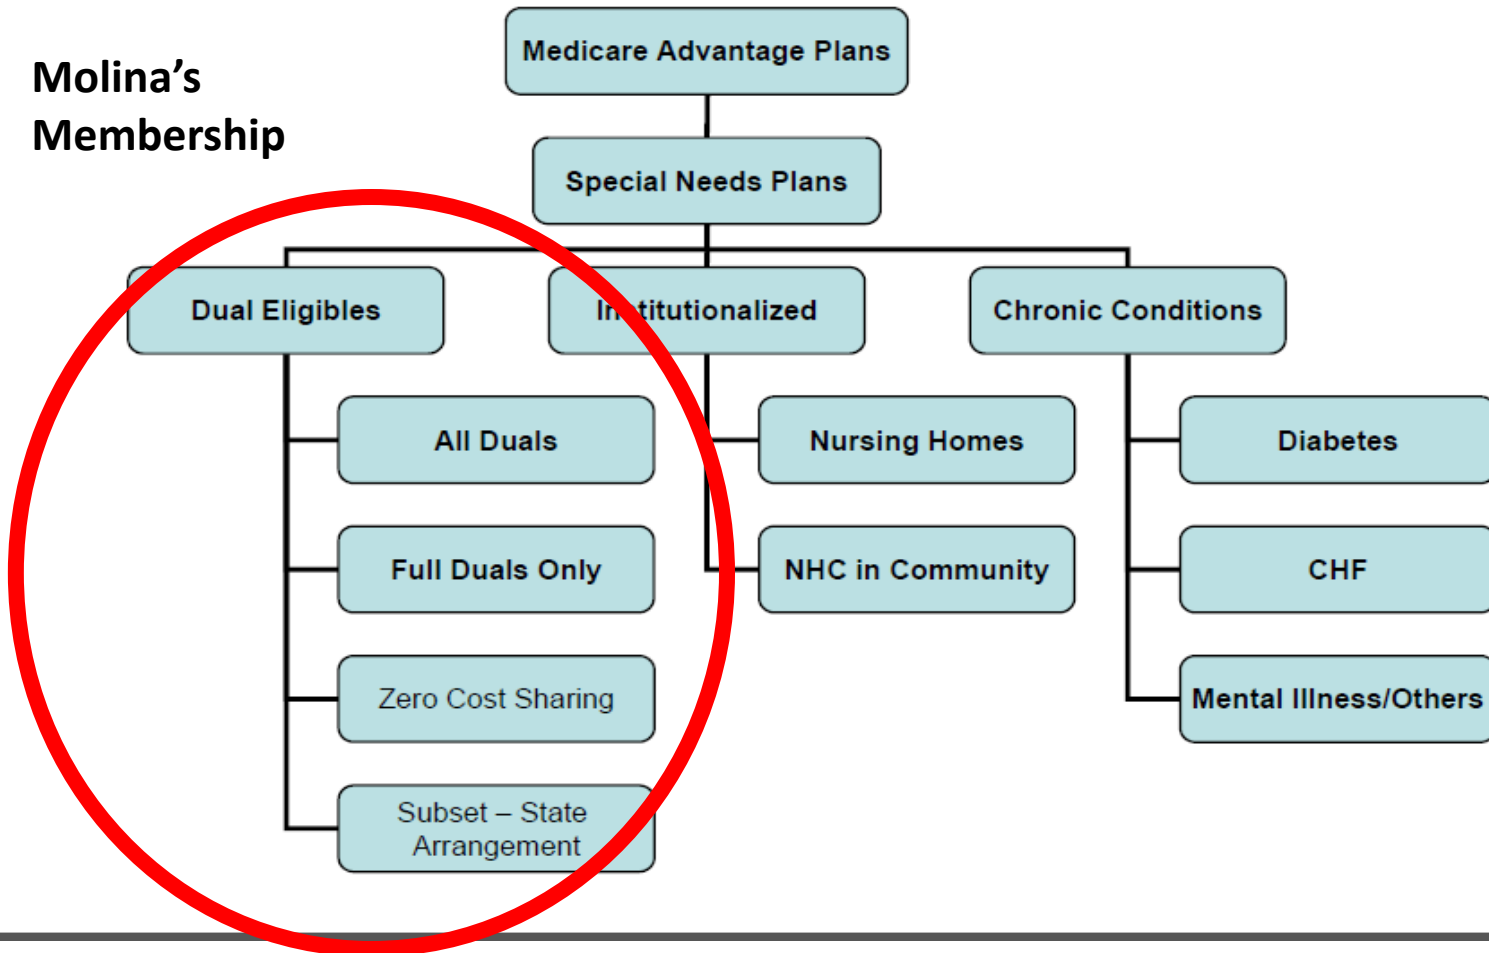 Molina’s
Membership
Medicare Advantage Plans
Special Needs Plans
Dual Eligibles
Institutionalized
Chronic Conditions
All Duals
Nursing Homes
Diabetes
Full Duals Only
NHC in Community
CHF
Zero Cost Sharing
Mental Illness/Others
Subset – State
Arrangement